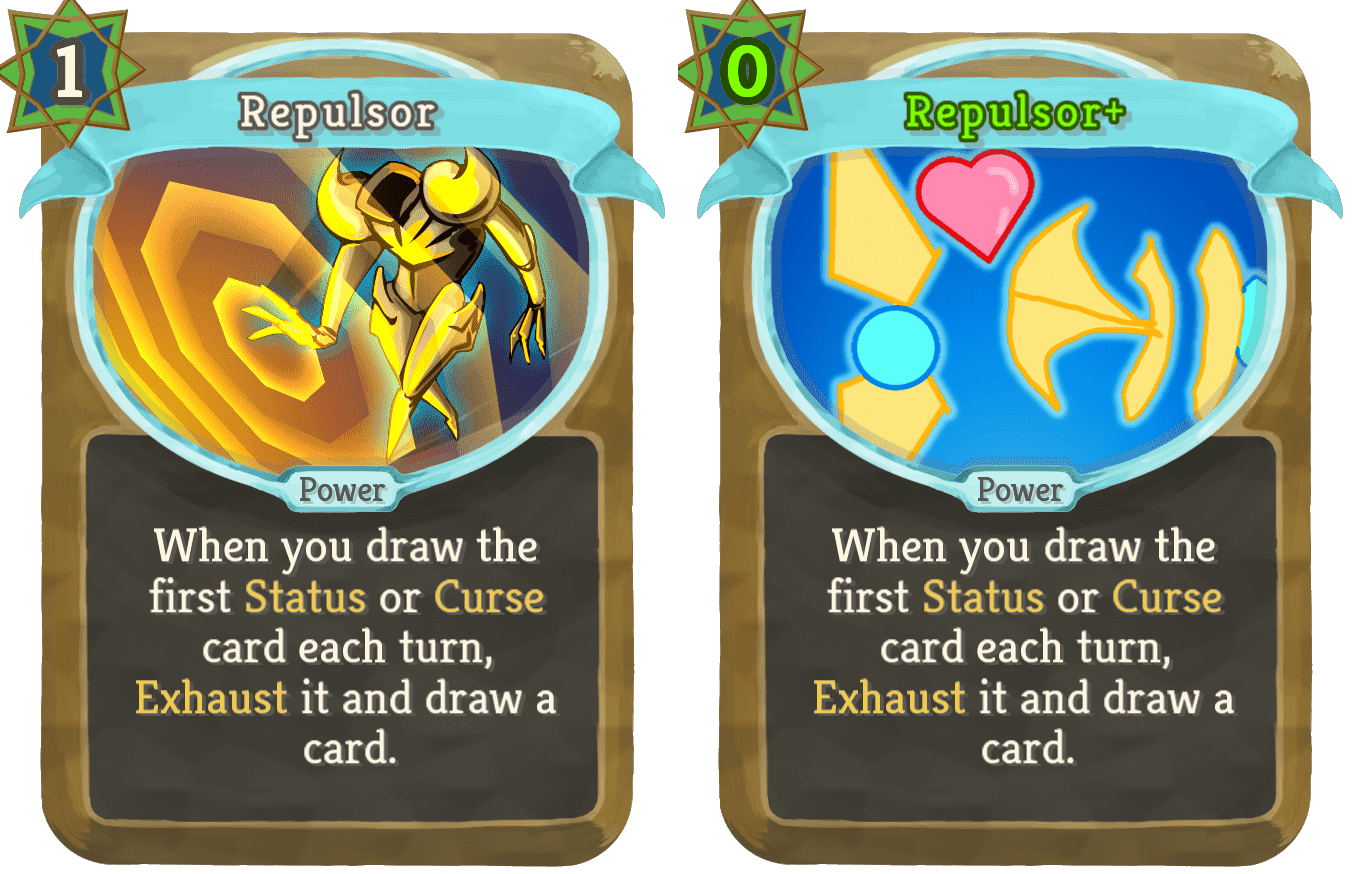 1
Repulsor
Power
When you draw the
first Status or Curse
card each turn,
Exhaust it and draw a
card.
0
Repulsor+
Power
When you draw the
first Status or Curse
card each turn,
Exhaust it and draw a
card.